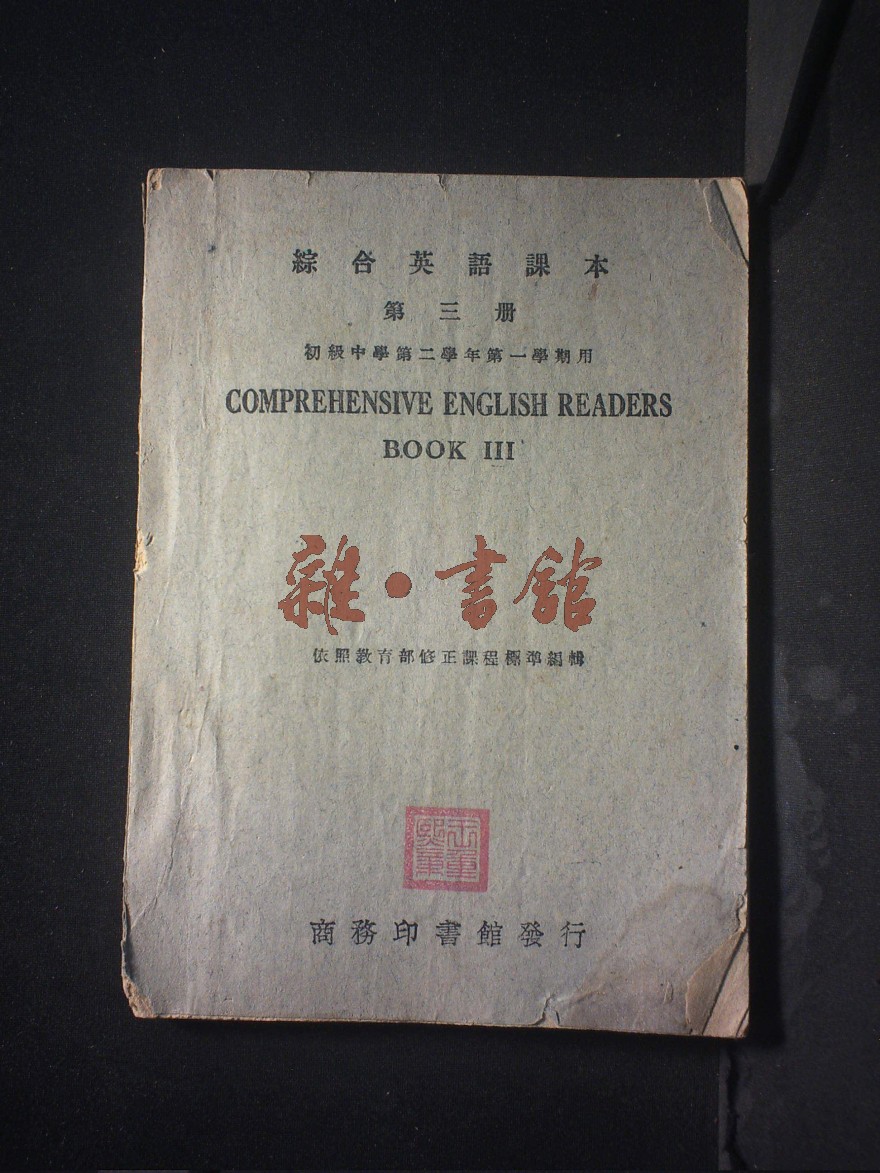 綜合英語課本
第三册
初級中學第二學年第一學期用
COMPREHENSIVE ENGLISH READERS
BOOK III
雜·書館
依照教育部修正課程標準編輯
商務印書館發行